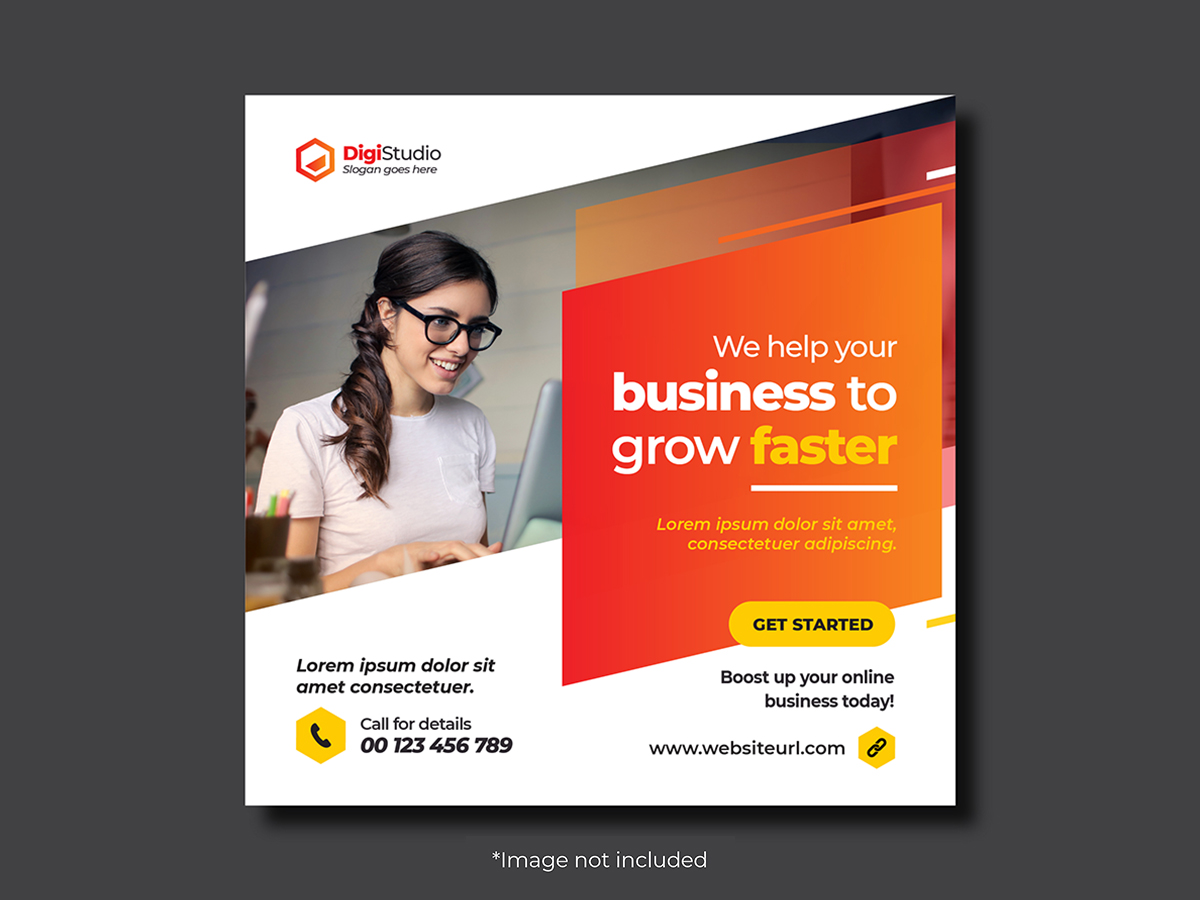 DigiStudio
Slogan goes here
We help your
business to
grow faster
Lorem ipsum dolor sit amet,
consectetuer adipiscing.
GET STARTED
Boost up your online
business today!
www.websiteurl.com
Lorem ipsum dolor sit
amet consectetuer.
Call for details
00 123 456 789
*Image not included